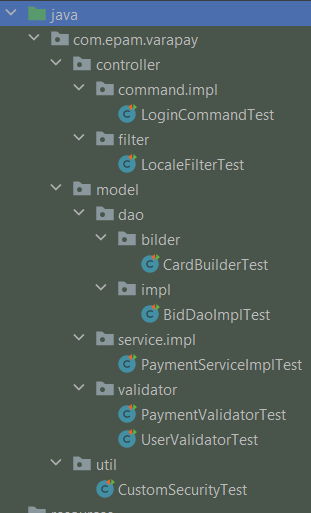 java
com.epam.varapay
controller
command.impl
LoginCommandTest
filter
LocaleFilterTest
model
dao
bilder
CardBuilderTest
impl
BidDaoImplTest
service.impl
PaymentServiceImplTest
validator
PaymentValidatorTest
UserValidatorTest
util
CustomSecurityTest